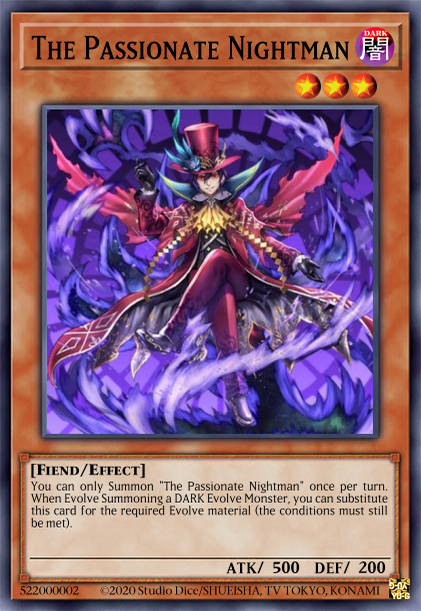 The Passionate Nightman
DARK
闇
[Fiend/Effect]
You can only Summon "The Passionate Nightman" once per turn.
When Evolve Summoning a DARK Evolve Monster, you can substitute
this card for the required Evolve material (the conditions must still
be met).
ATK/ 500 DEF/ 200
522000002 ©2020 Studio Dice/SHUEISHA, TV TOKYO, KONAMI